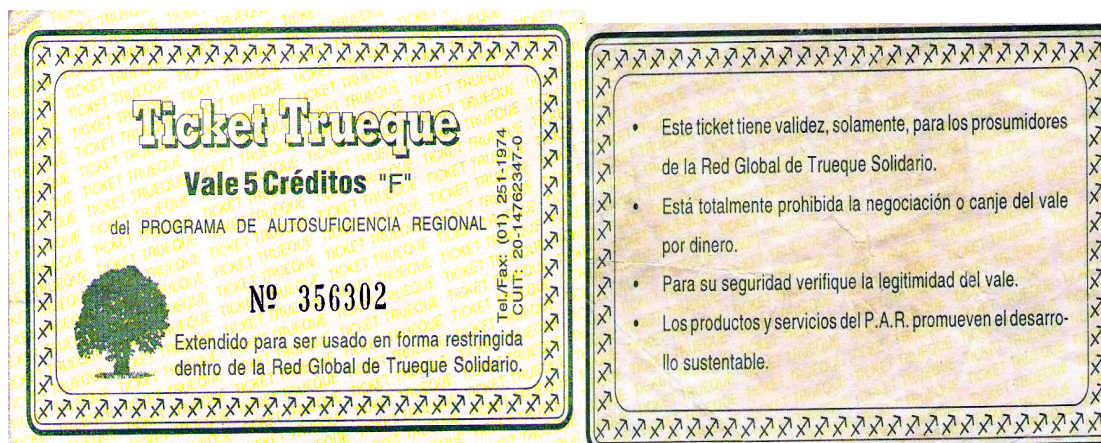 Ticket Trueque
Vale 5 Créditos "F"
del PROGRAMA DE AUTOSUFICIENCIA REGIONAL
Nº 356302
Extendido para ser usado en forma restringida
dentro de la Red Global de Trueque Solidario.
Tel./Fax: (01) 251-1974
CUIT: 20-14762347-0
• Este ticket tiene validez, solamente, para los prosumidores
de la Red Global de Trueque Solidario.
• Está totalmente prohibida la negociación o canje del vale
por dinero.
• Para su seguridad verifique la legitimidad del vale.
• Los productos y servicios del P.A.R. promueven el desarro-
llo sustentable.